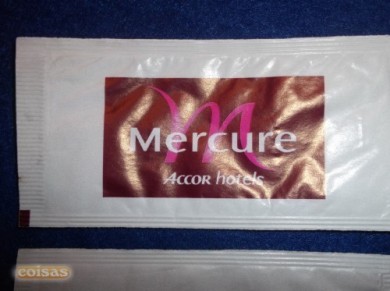 Mercure
Accor hotels
coisas